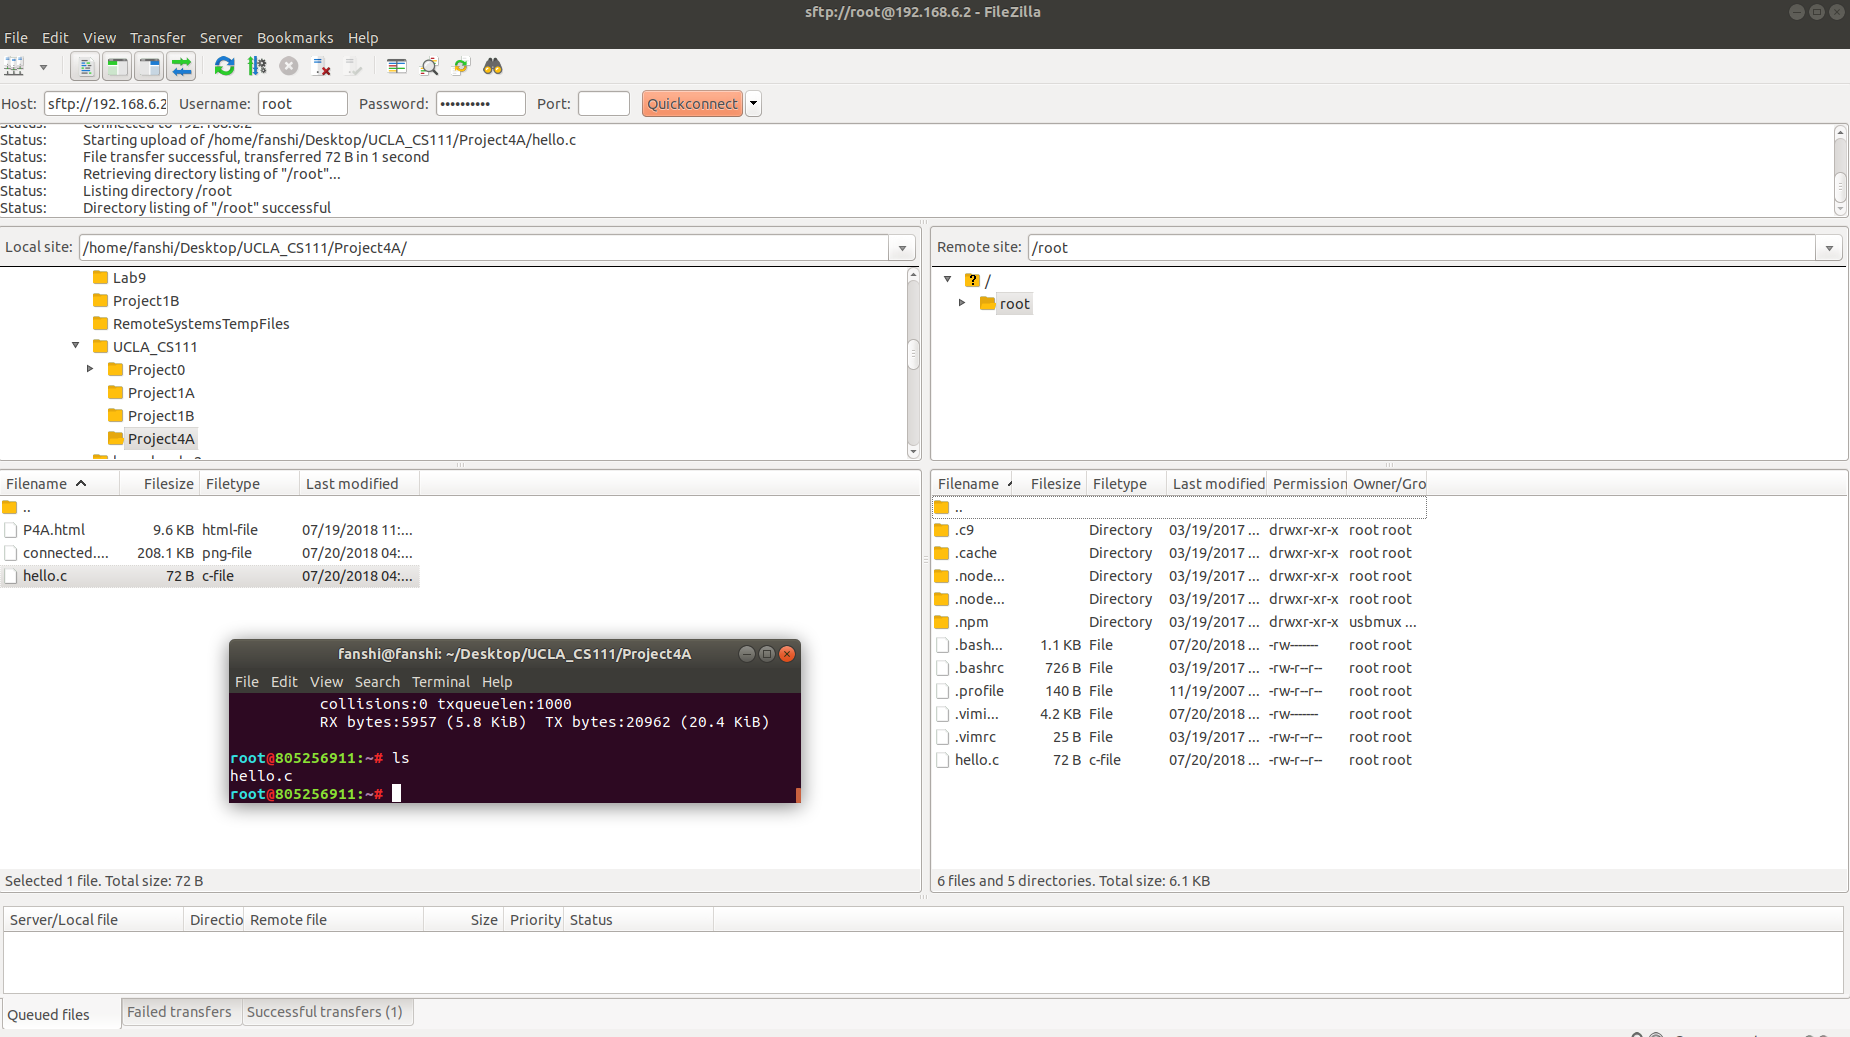 sftp://root@192.168.6.2 - FileZilla
File Edit View Transfer Server Bookmarks Help
Host: sftp://192.168.6.2 Username: root Password: •••••••••• Port: Quickconnect
Status: Connected to 192.168.6.2
Status: Starting upload of /home/fanshi/Desktop/UCLA_CS111/Project4A/hello.c
Status: File transfer successful, transferred 72 B in 1 second
Status: Retrieving directory listing of "/root"...
Status: Listing directory /root
Status: Directory listing of "/root" successful
Local site: /home/fanshi/Desktop/UCLA_CS111/Project4A/
Lab9
Project1B
RemoteSystemsTempFiles
UCLA_CS111
Project0
Project1A
Project1B
Project4A
Remote site: /root
/
root
Filename Filesize Filetype Last modified
..
P4A.html 9.6 KB html-file 07/19/2018 11:...
connected.... 208.1 KB png-file 07/20/2018 04:...
hello.c 72 B c-file 07/20/2018 04:...
Selected 1 file. Total size: 72 B
fanshi@fanshi: ~/Desktop/UCLA_CS111/Project4A
File Edit View Search Terminal Help
collisions:0 txqueuelen:1000
RX bytes:5957 (5.8 KiB) TX bytes:20962 (20.4 KiB)
root@805256911:~# ls
hello.c
root@805256911:~#
Filename Filesize Filetype Last modified Permission Owner/Gro
..
.c9 Directory 03/19/2017 ... drwxr-xr-x root root
.cache Directory 03/19/2017 ... drwxr-xr-x root root
.node... Directory 03/19/2017 ... drwxr-xr-x root root
.node... Directory 03/19/2017 ... drwxr-xr-x root root
.npm Directory 03/19/2017 ... drwxr-xr-x usbmux ...
.bash... 1.1 KB File 07/20/2018 ... -rw------- root root
.bashrc 726 B File 03/19/2017 ... -rw-r--r-- root root
.profile 140 B File 11/19/2007 ... -rw-r--r-- root root
.vimi... 4.2 KB File 07/20/2018 ... -rw------- root root
.vimrc 25 B File 03/19/2017 ... -rw-r--r-- root root
hello.c 72 B c-file 07/20/2018 ... -rw-r--r-- root root
6 files and 5 directories. Total size: 6.1 KB
Server/Local file Directio Remote file Size Priority Status
Queued files Failed transfers Successful transfers (1)